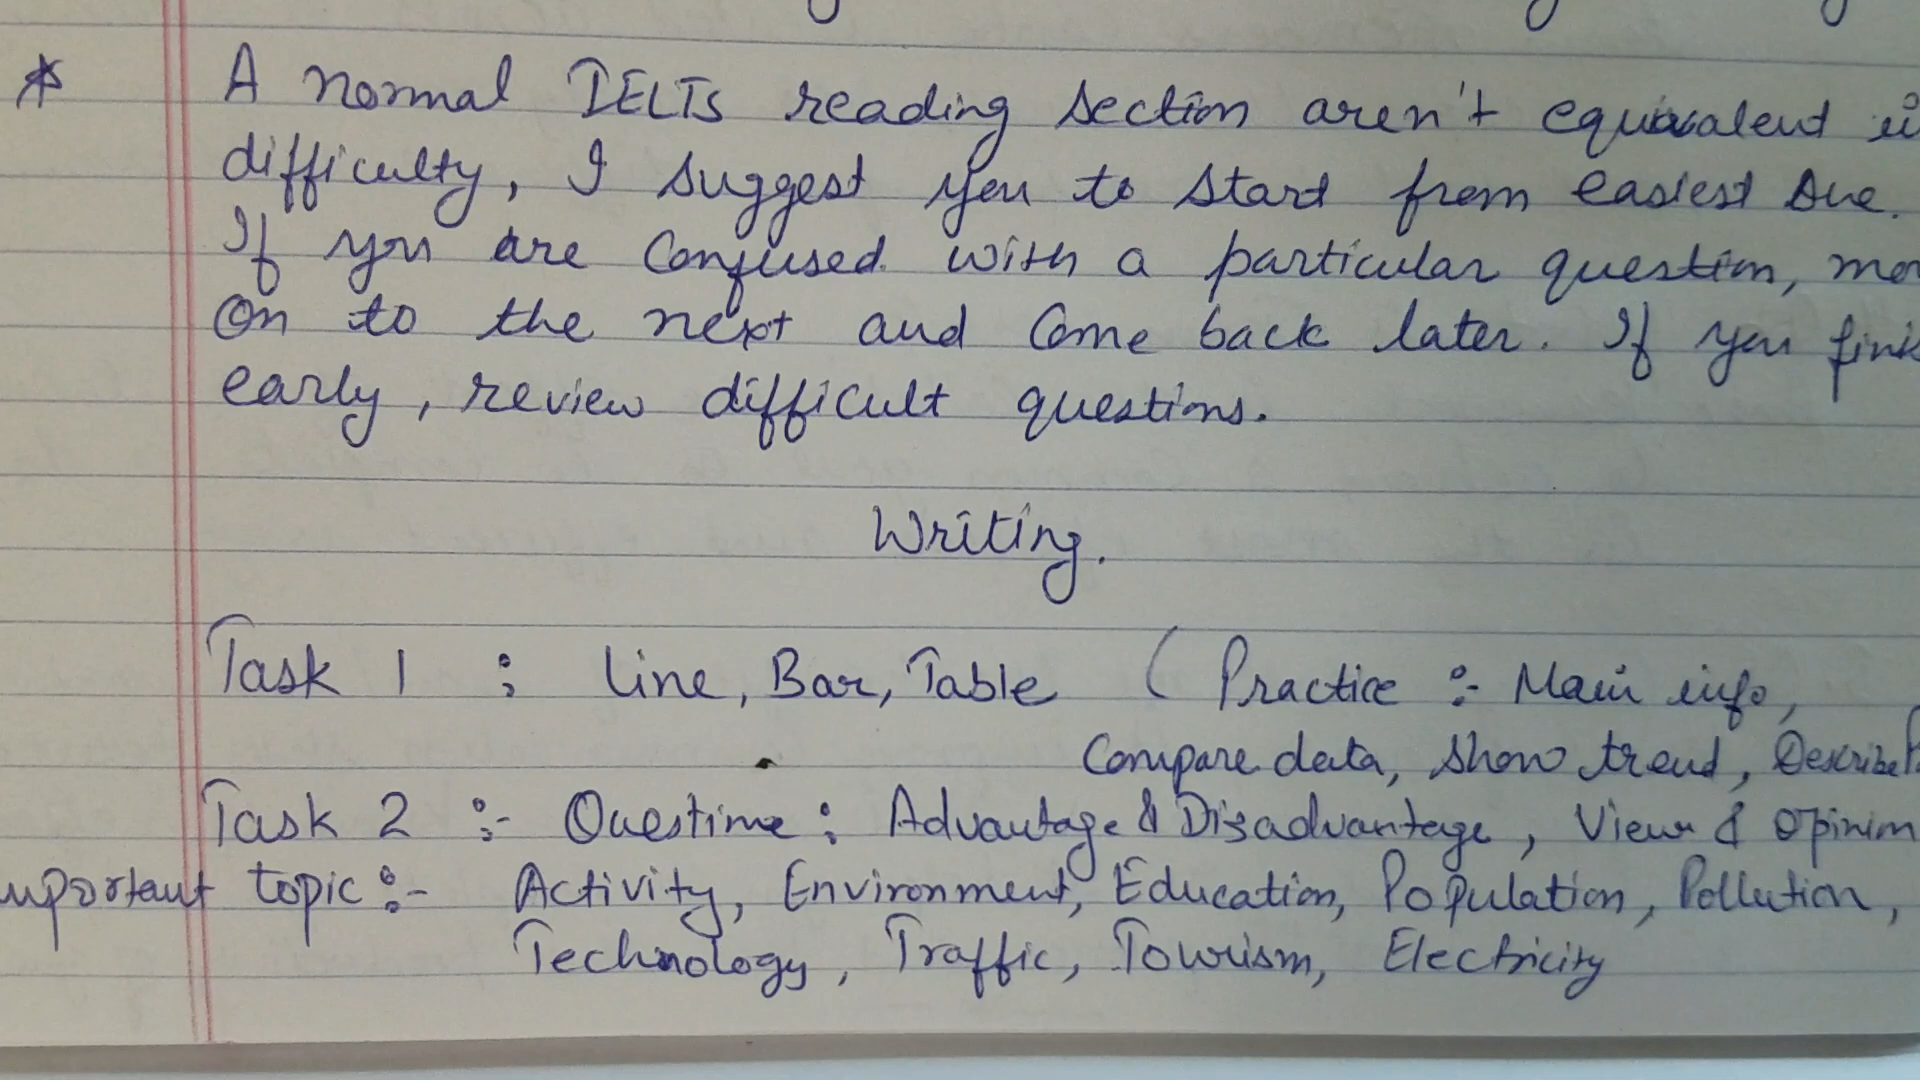 * A normal IELTs reading section aren't equivalent
difficulty, I suggest you to start from easiest one.
If you are confused with a particular question,
on to the next and come back later. If you
early, review difficult questions.
Writing.
Task 1 : line, Bar, Table ( Practice :- Main info,
Compare data, show trend, Describe
Task 2 :- Questions : Advantage & Disadvantage, View & opinion
topic :- Activity, Environment, Education, Population, Pollution,
Technology, Traffic, Tourism, Electricity